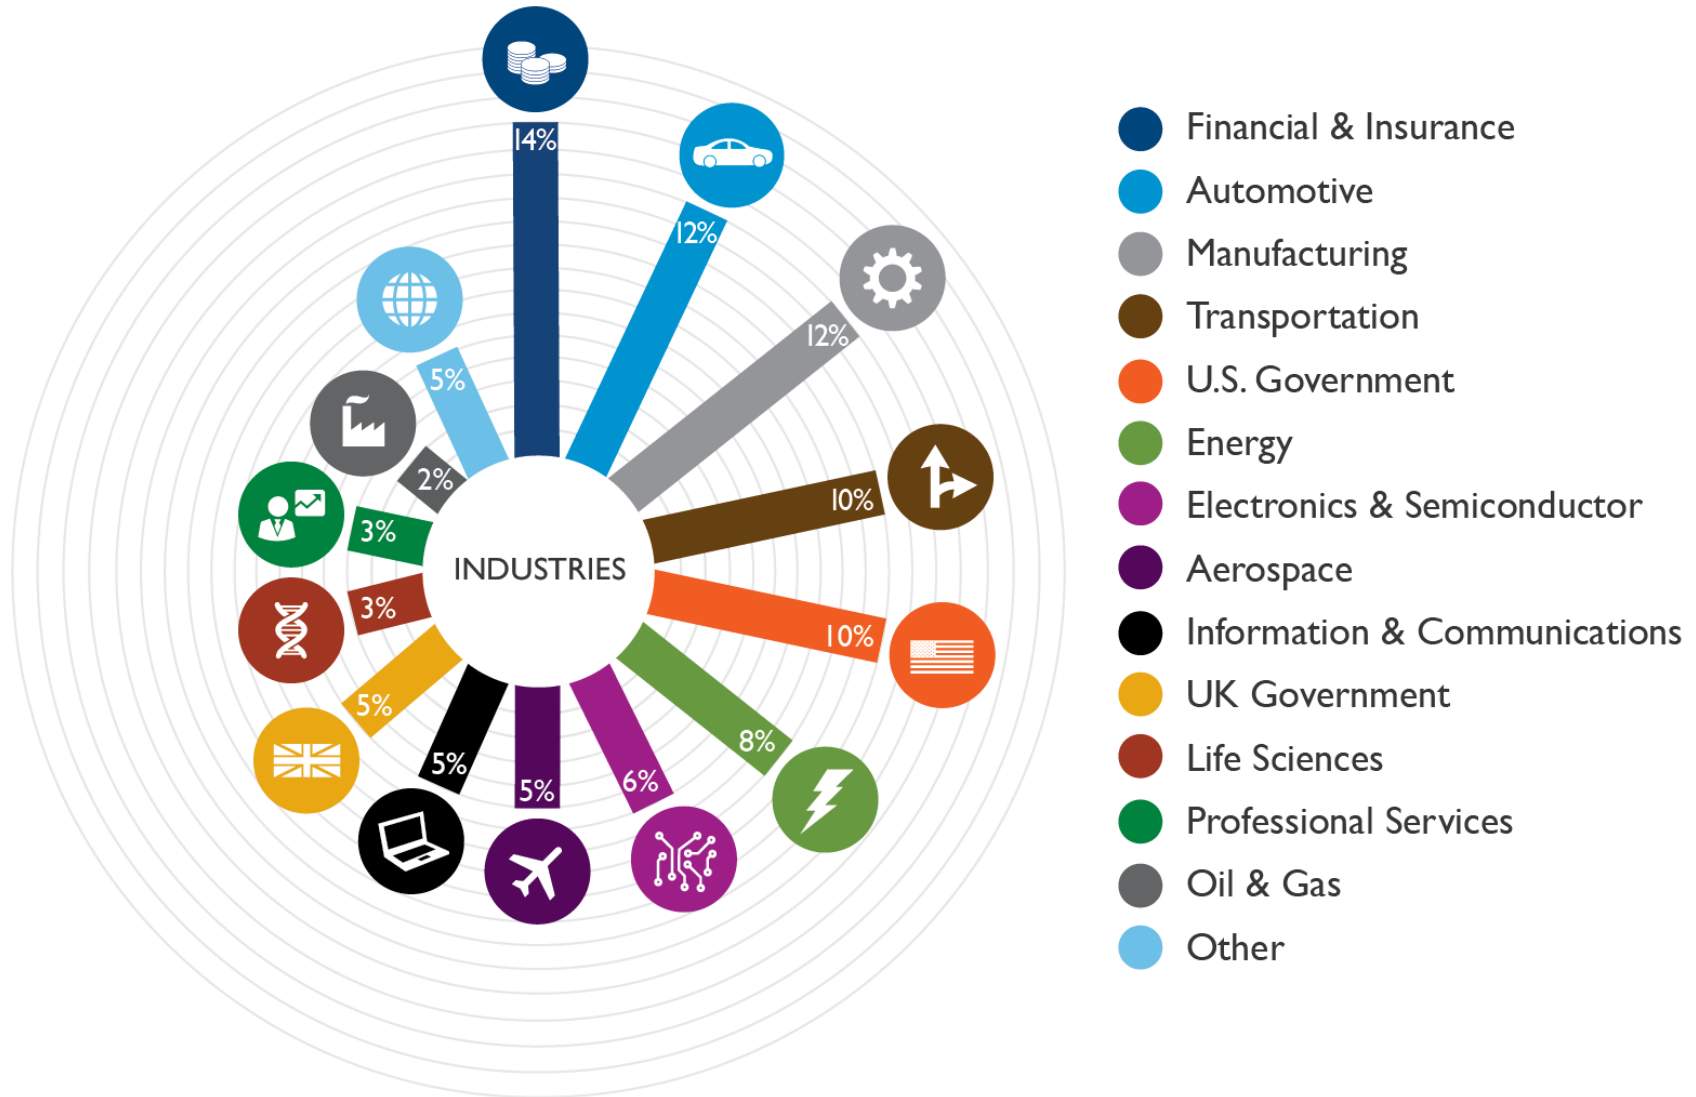 14%
12%
12%
10%
10%
8%
6%
5%
5%
5%
3%
3%
2%
5%
INDUSTRIES
Financial & Insurance
Automotive
Manufacturing
Transportation
U.S. Government
Energy
Electronics & Semiconductor
Aerospace
Information & Communications
UK Government
Life Sciences
Professional Services
Oil & Gas
Other